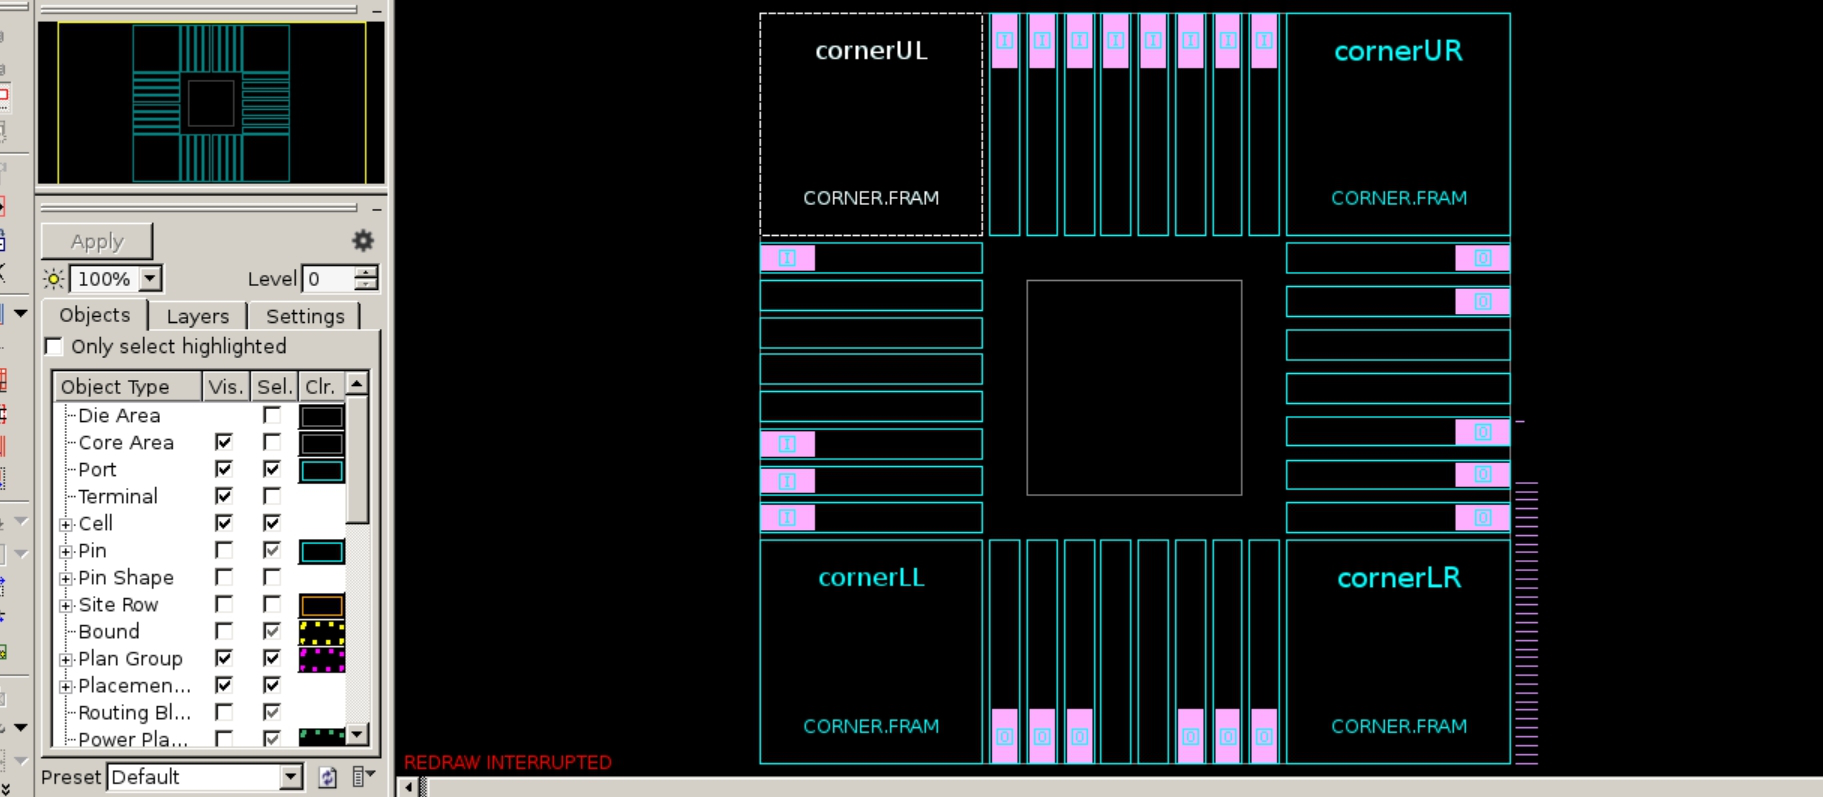 Apply
100%
Level 0
Objects
Layers
Settings
Only select highlighted
Object Type
Vis.
Sel.
Clr.
Die Area
Core Area
Port
Terminal
Cell
Pin
Pin Shape
Site Row
Bound
Plan Group
Placemen...
Routing Bl...
Power Pla...
Preset Default
cornerUL
CORNER.FRAM
I I I I I I I I
cornerUR
CORNER.FRAM
I
I
I
I
O
O
O
O
O
cornerLL
CORNER.FRAM
O O O O O O
cornerLR
CORNER.FRAM
REDRAW INTERRUPTED